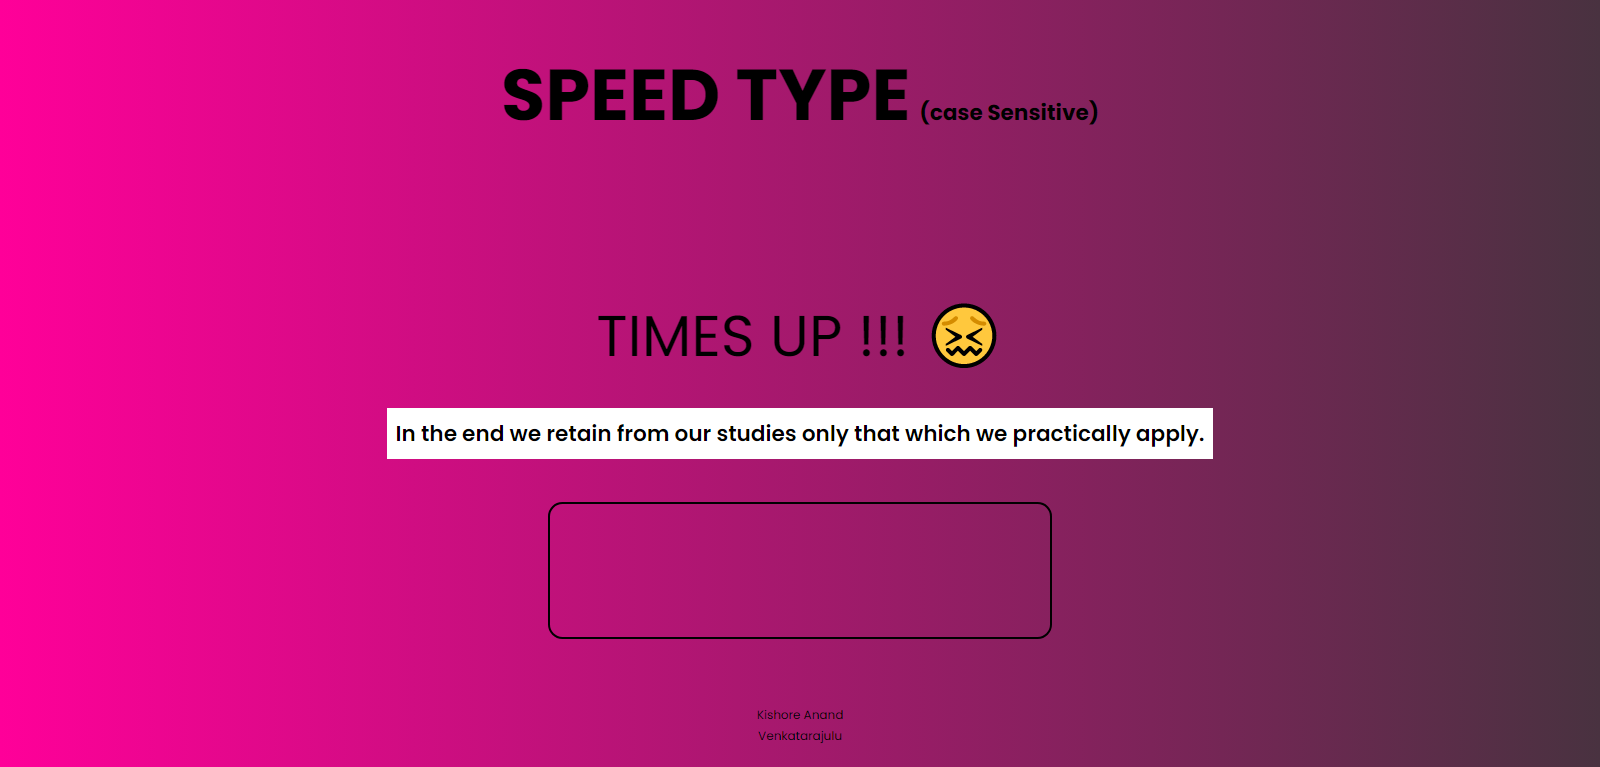 SPEED TYPE (case Sensitive)
TIMES UP !!! 😖
In the end we retain from our studies only that which we practically apply.
Kishore Anand
Venkatarajulu